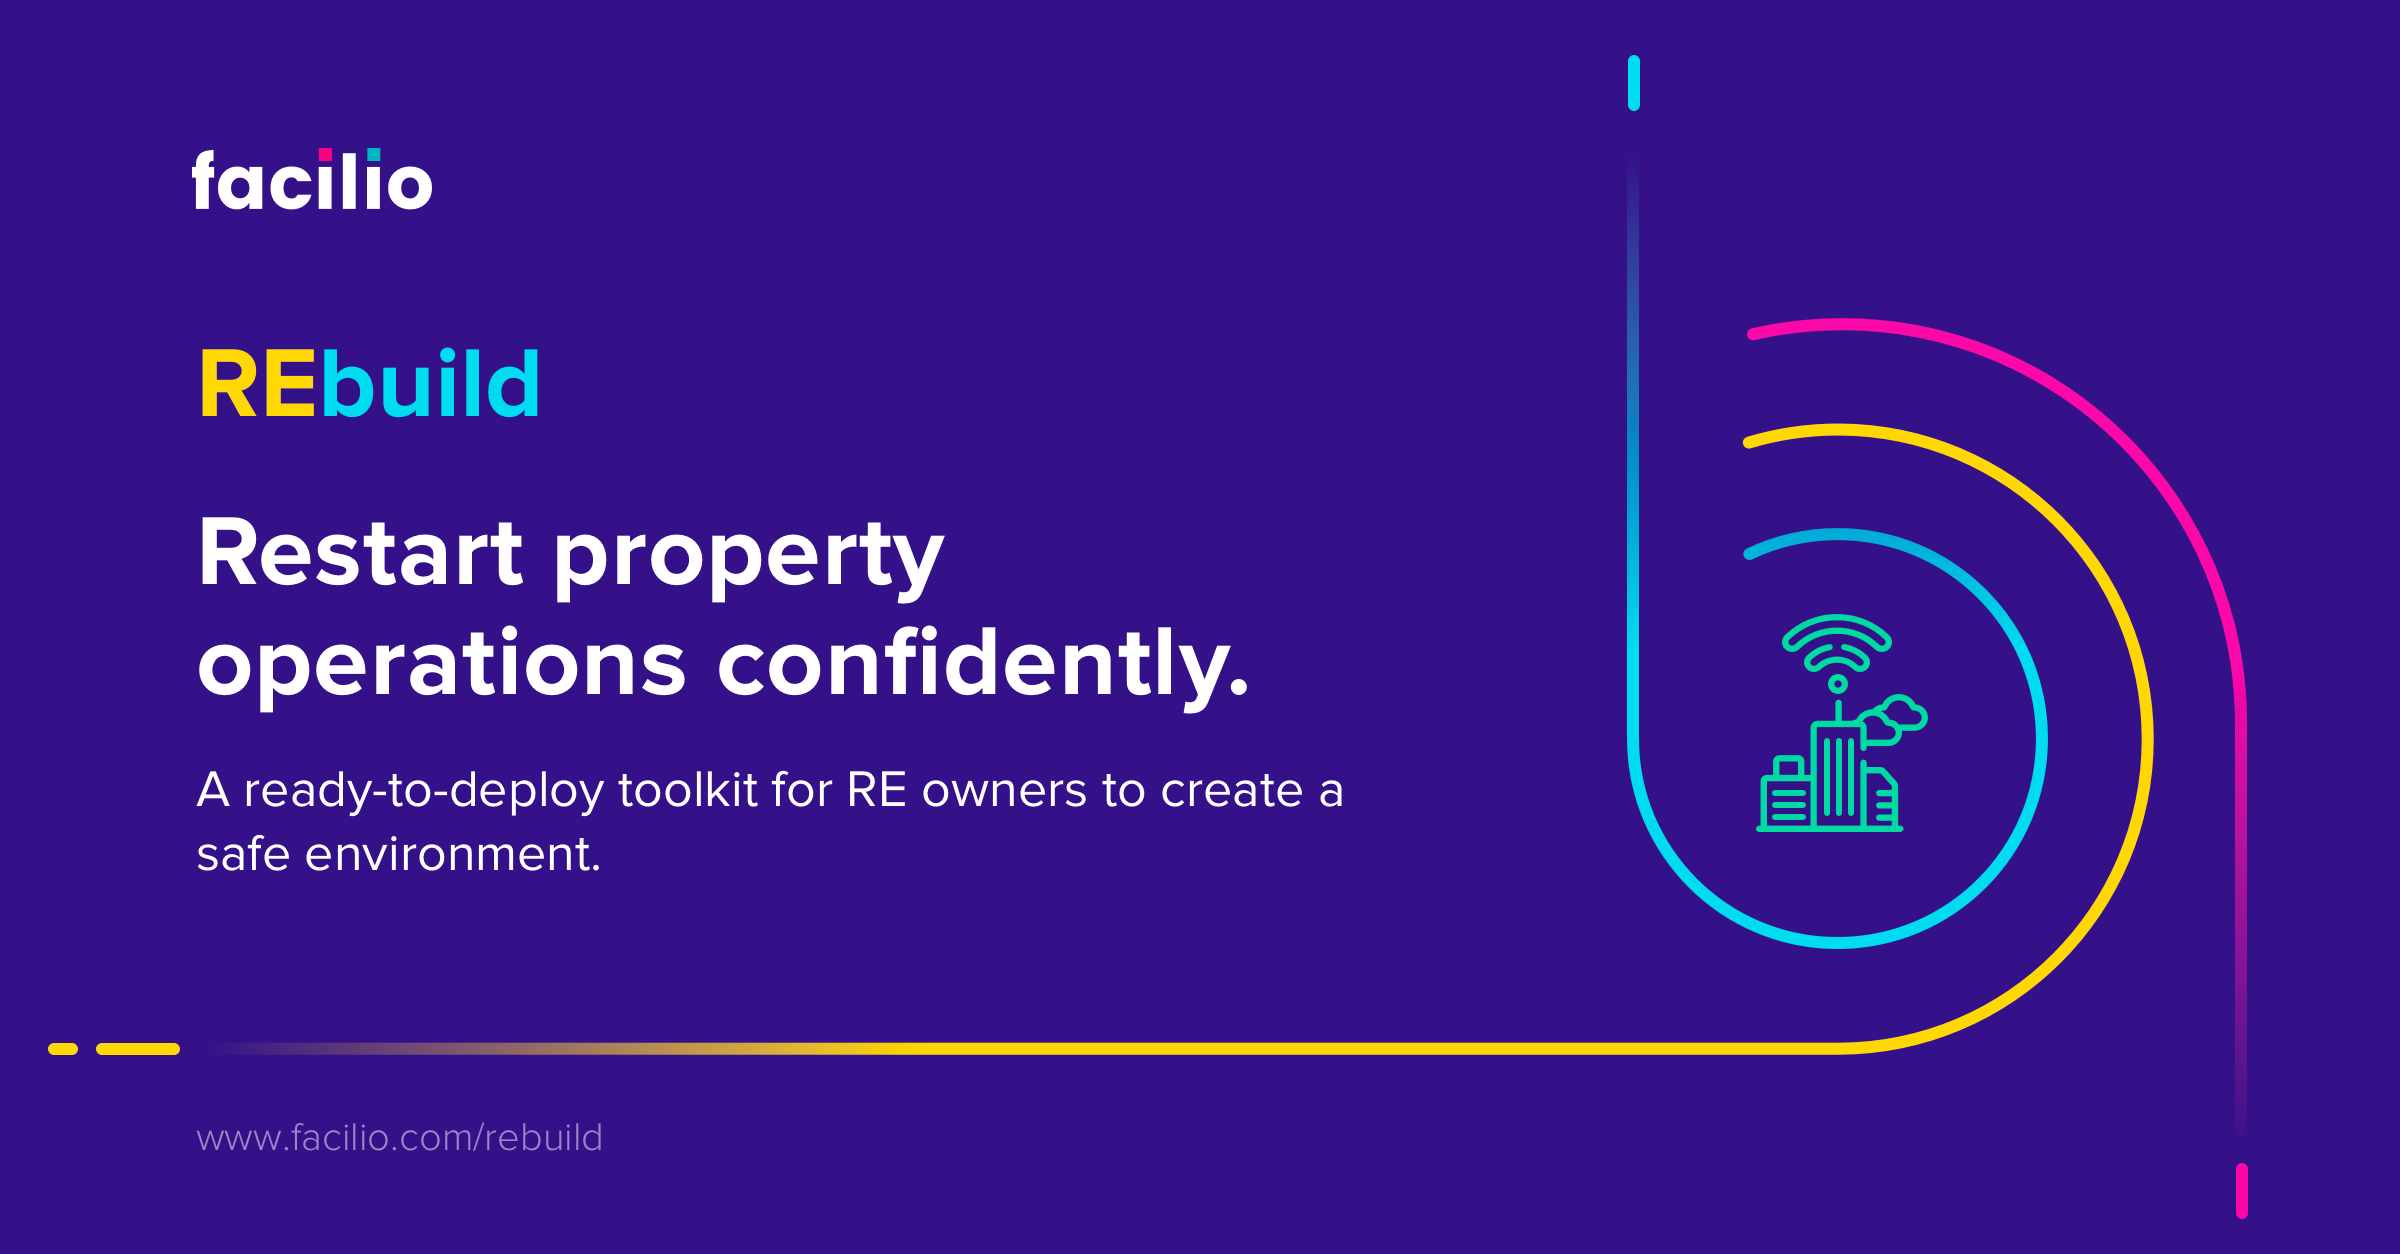 facilio
REbuild
Restart property
operations confidently.
A ready-to-deploy toolkit for RE owners to create a
safe environment.
www.facilio.com/rebuild